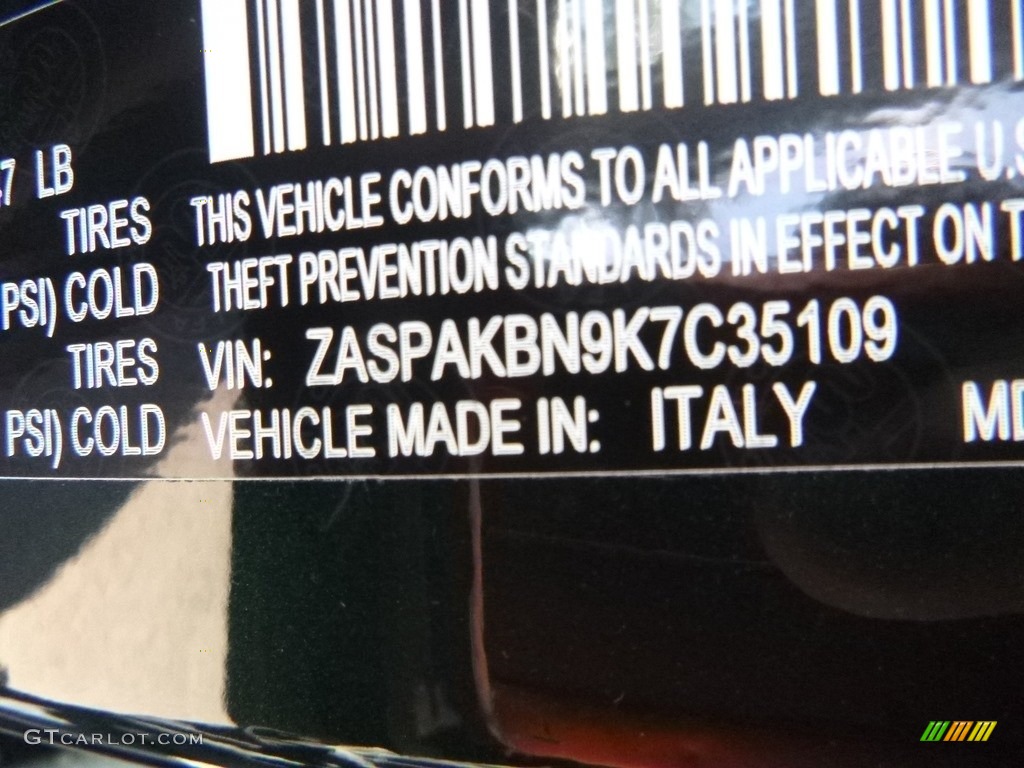 LB
TIRES THIS VEHICLE CONFORMS TO ALL APPLICABLE U.S
PSI) COLD THEFT PREVENTION STANDARDS IN EFFECT ON T
TIRES VIN: ZASPAKBN9K7C35109
PSI) COLD VEHICLE MADE IN: ITALY MD
GTCARLOT.COM